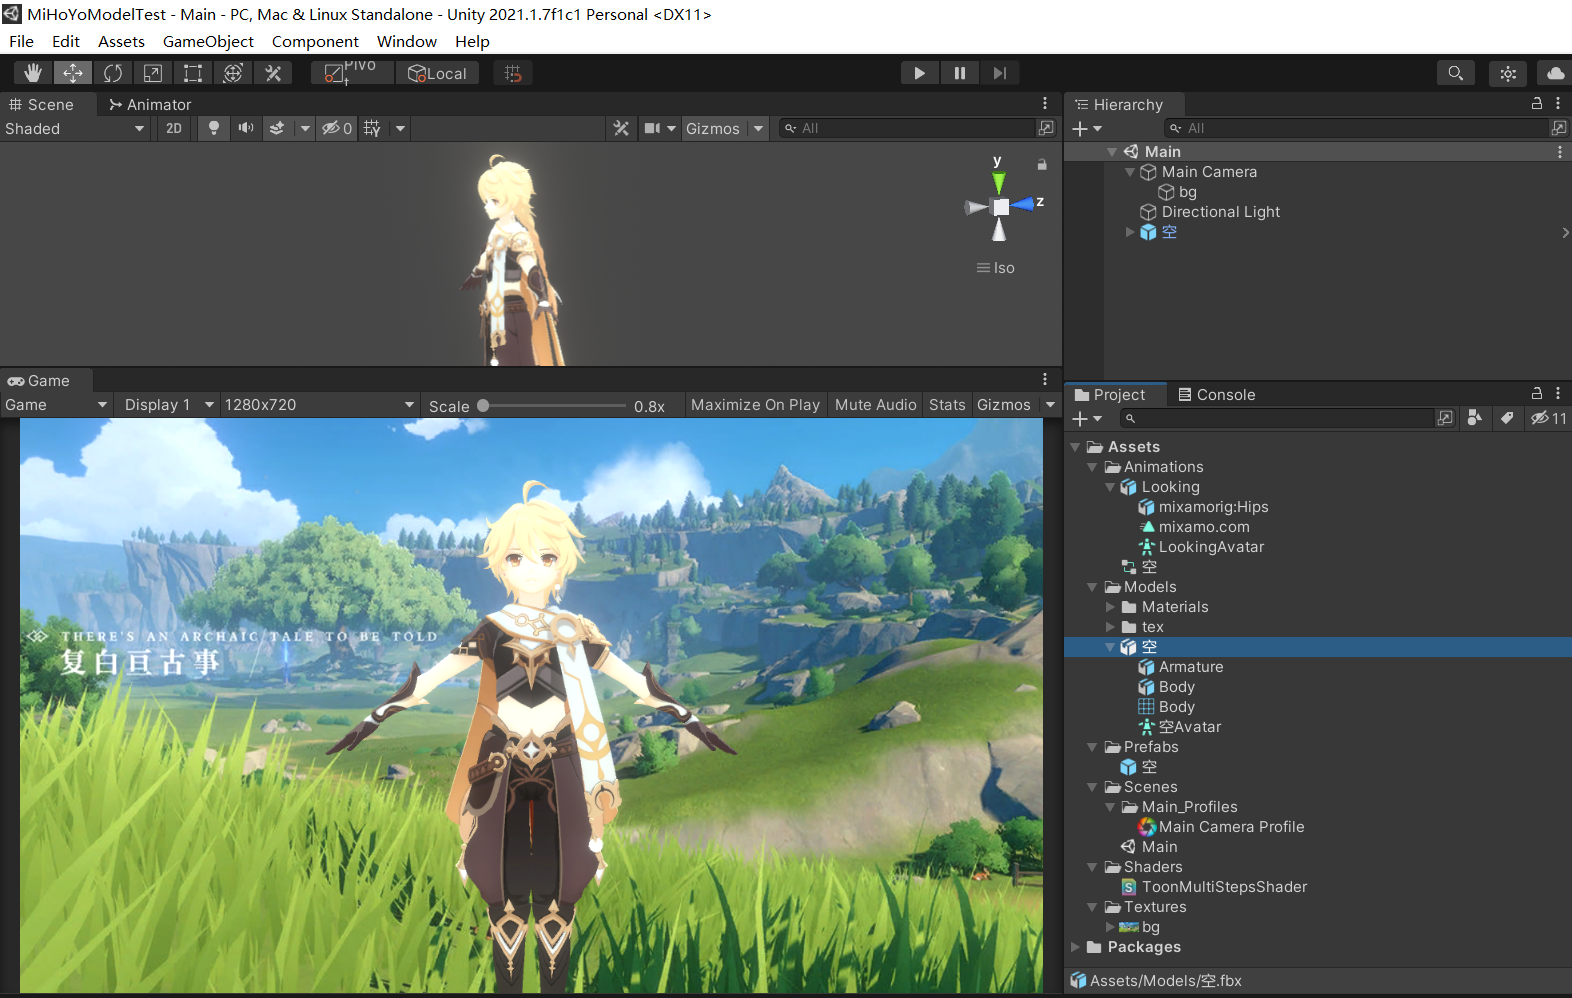 MiHoYoModelTest - Main - PC, Mac & Linux Standalone - Unity 2021.1.7f1c1 Personal <DX11>
File Edit Assets GameObject Component Window Help
Pivot Local
Scene Animator
Shaded 2D 0 Gizmos All
y
z
Iso
Game
Game Display 1 1280x720 Scale 0.8x Maximize On Play Mute Audio Stats Gizmos
THERE'S AN ARCHAIC TALE TO BE TOLD
复白亘古事
Hierarchy
All
Main
Main Camera
bg
Directional Light
空
Project Console
11
Assets
Animations
Looking
mixamorig:Hips
mixamo.com
LookingAvatar
空
Models
Materials
tex
空
Armature
Body
Body
空Avatar
Prefabs
空
Scenes
Main_Profiles
Main Camera Profile
Main
Shaders
ToonMultiStepsShader
Textures
bg
Packages
Assets/Models/空.fbx